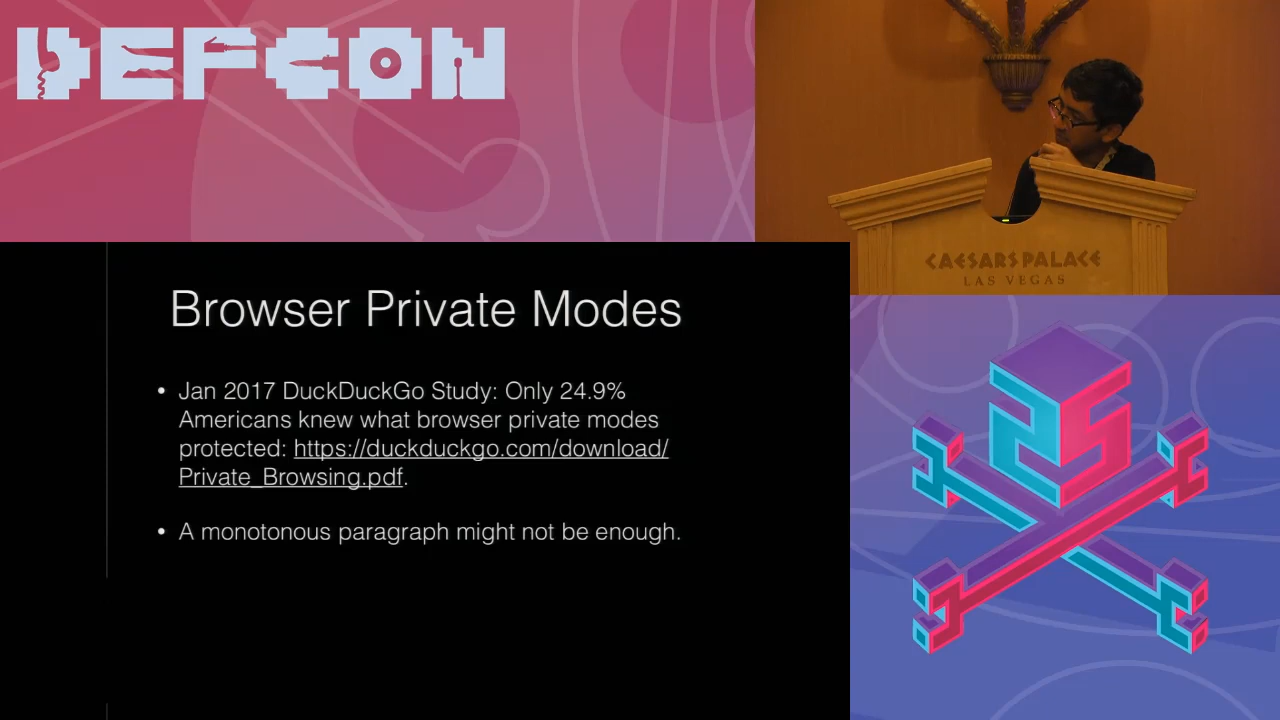 DEFCON
CAESARS PALACE
LAS VEGAS
Browser Private Modes
• Jan 2017 DuckDuckGo Study: Only 24.9%
Americans knew what browser private modes
protected: https://duckduckgo.com/download/
Private_Browsing.pdf.
• A monotonous paragraph might not be enough.
25